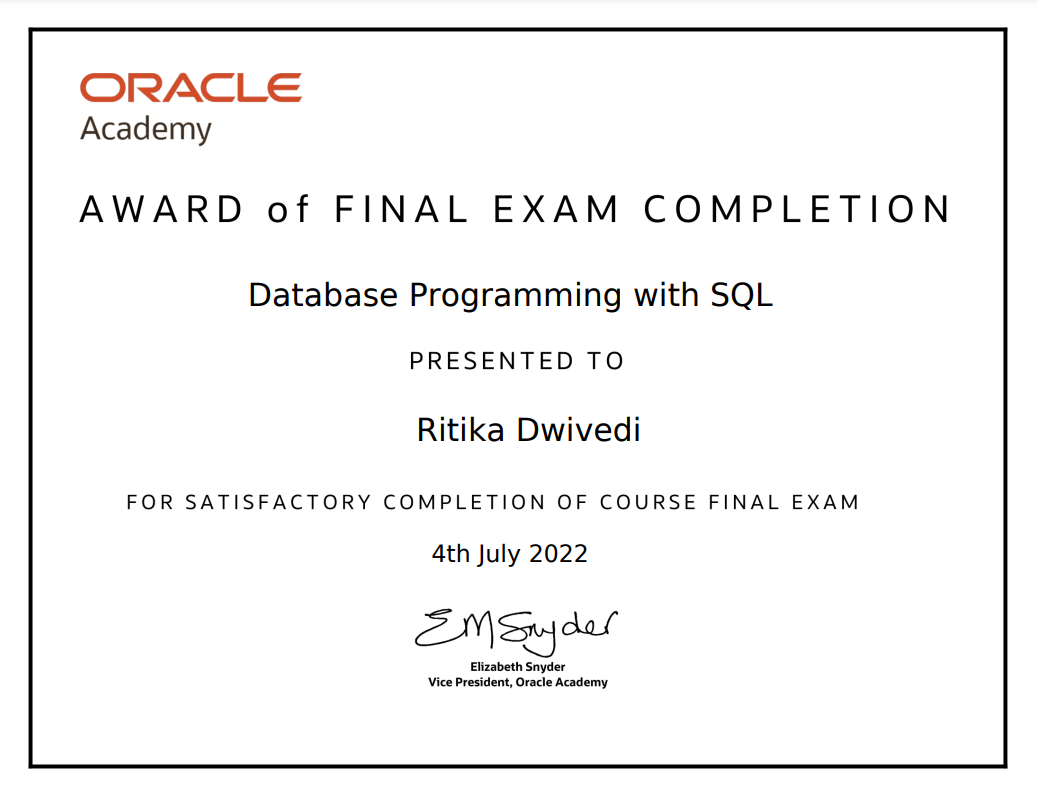 ORACLE
Academy
AWARD of FINAL EXAM COMPLETION
Database Programming with SQL
PRESENTED TO
Ritika Dwivedi
FOR SATISFACTORY COMPLETION OF COURSE FINAL EXAM
4th July 2022
EMSnyder
Elizabeth Snyder
Vice President, Oracle Academy